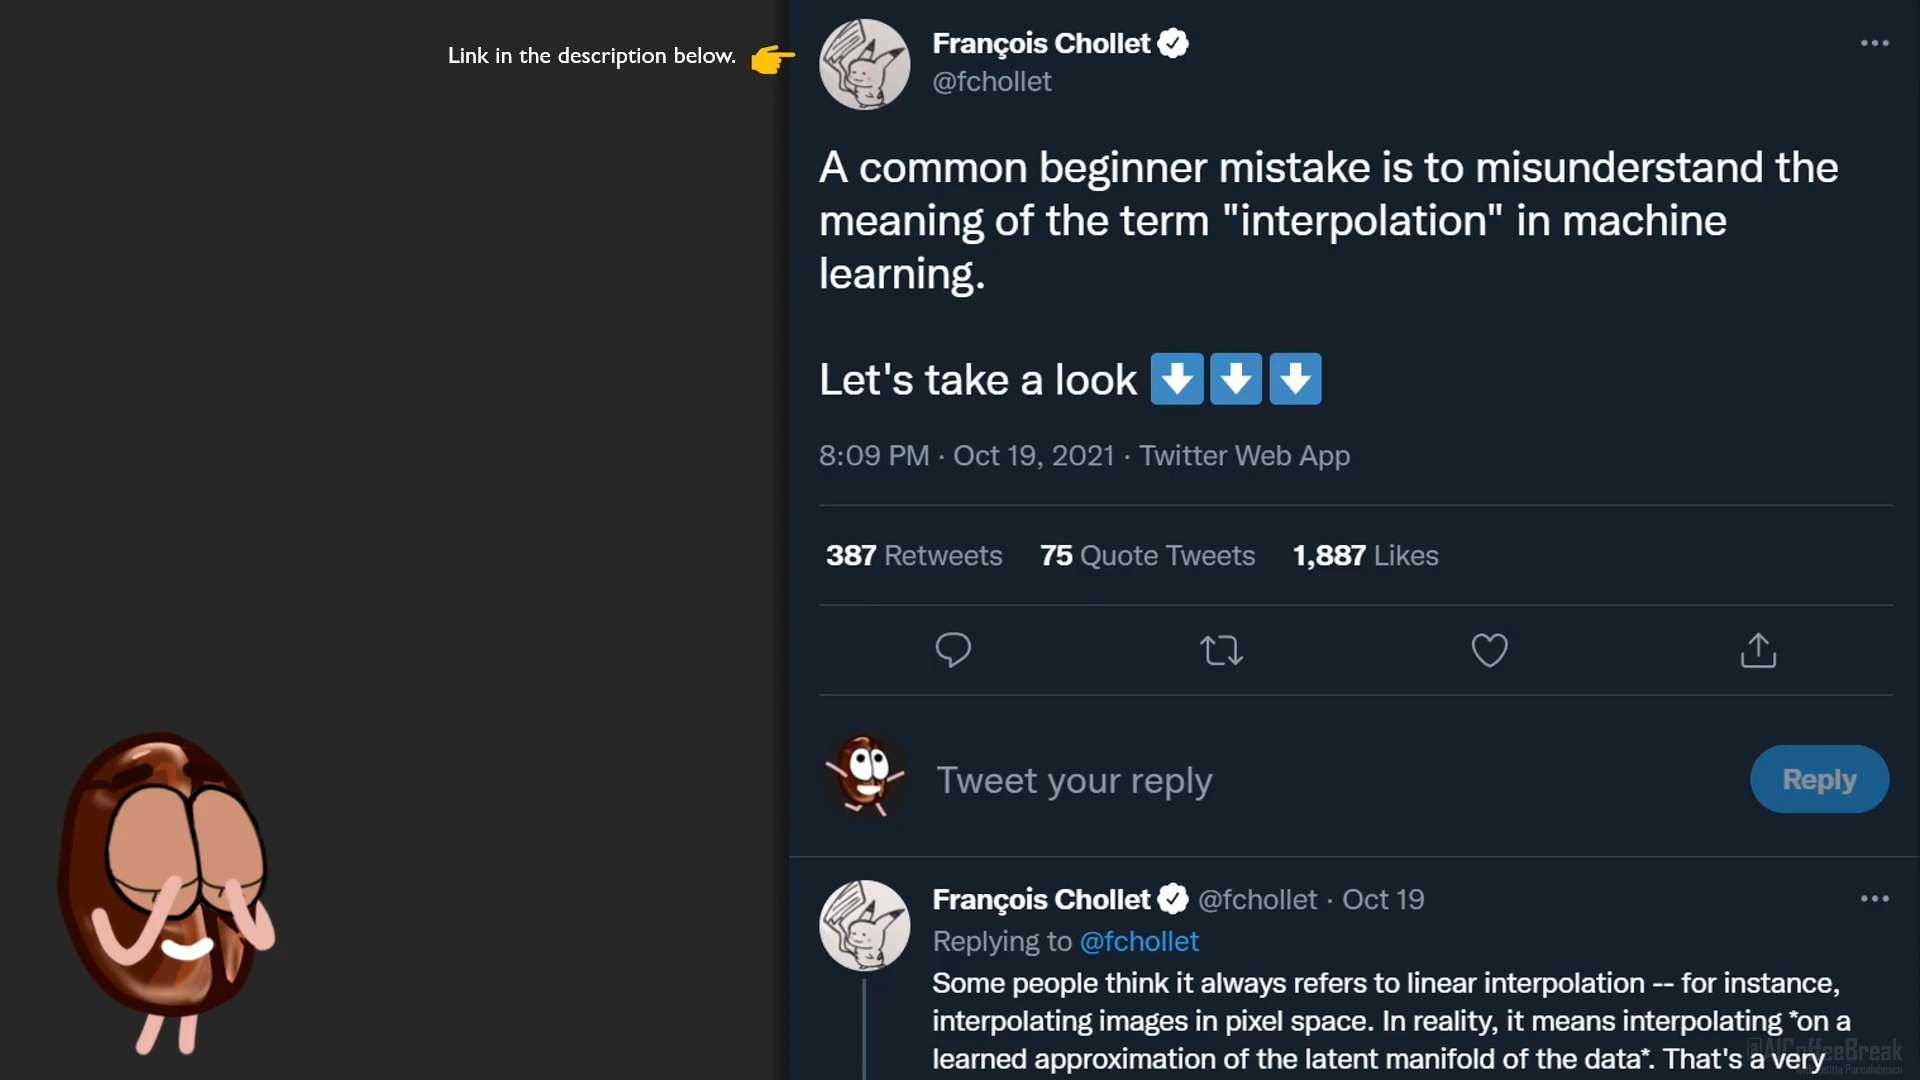 Link in the description below.
François Chollet
@fchollet
A common beginner mistake is to misunderstand the
meaning of the term "interpolation" in machine
learning.
Let's take a look
8:09 PM · Oct 19, 2021 · Twitter Web App
387 Retweets 75 Quote Tweets 1,887 Likes
Tweet your reply
Reply
François Chollet @fchollet · Oct 19
Replying to @fchollet
Some people think it always refers to linear interpolation -- for instance,
interpolating images in pixel space. In reality, it means interpolating *on a
learned approximation of the latent manifold of the data*. That's a very
@AICoffeeBreak